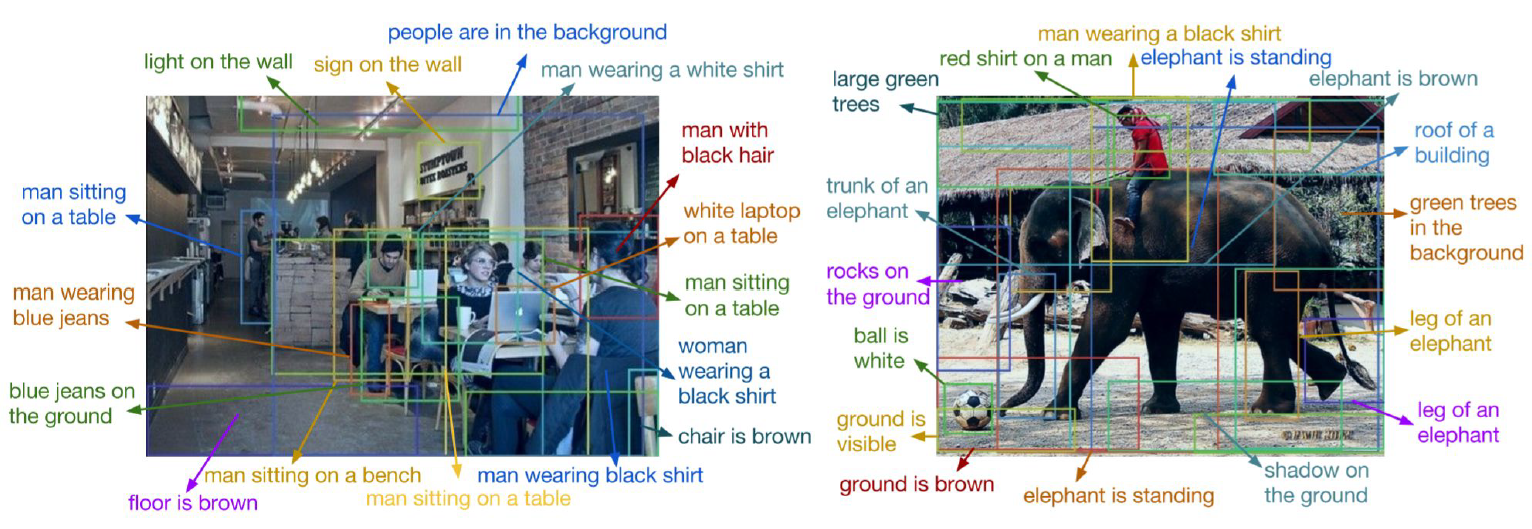 people are in the background
light on the wall
sign on the wall
man wearing a white shirt
man with
black hair
man sitting
on a table
white laptop
on a table
man wearing
blue jeans
man sitting
on a table
woman
wearing a
black shirt
blue jeans on
the ground
chair is brown
man sitting on a bench
man wearing black shirt
man sitting on a table
floor is brown
STUMPTOWN
COFFEE ROASTERS
man wearing a black shirt
red shirt on a man
elephant is standing
large green
trees
elephant is brown
roof of a
building
trunk of an
elephant
green trees
in the
background
rocks on
the ground
ball is
white
leg of an
elephant
ground is
visible
leg of an
elephant
ground is brown
elephant is standing
shadow on
the ground